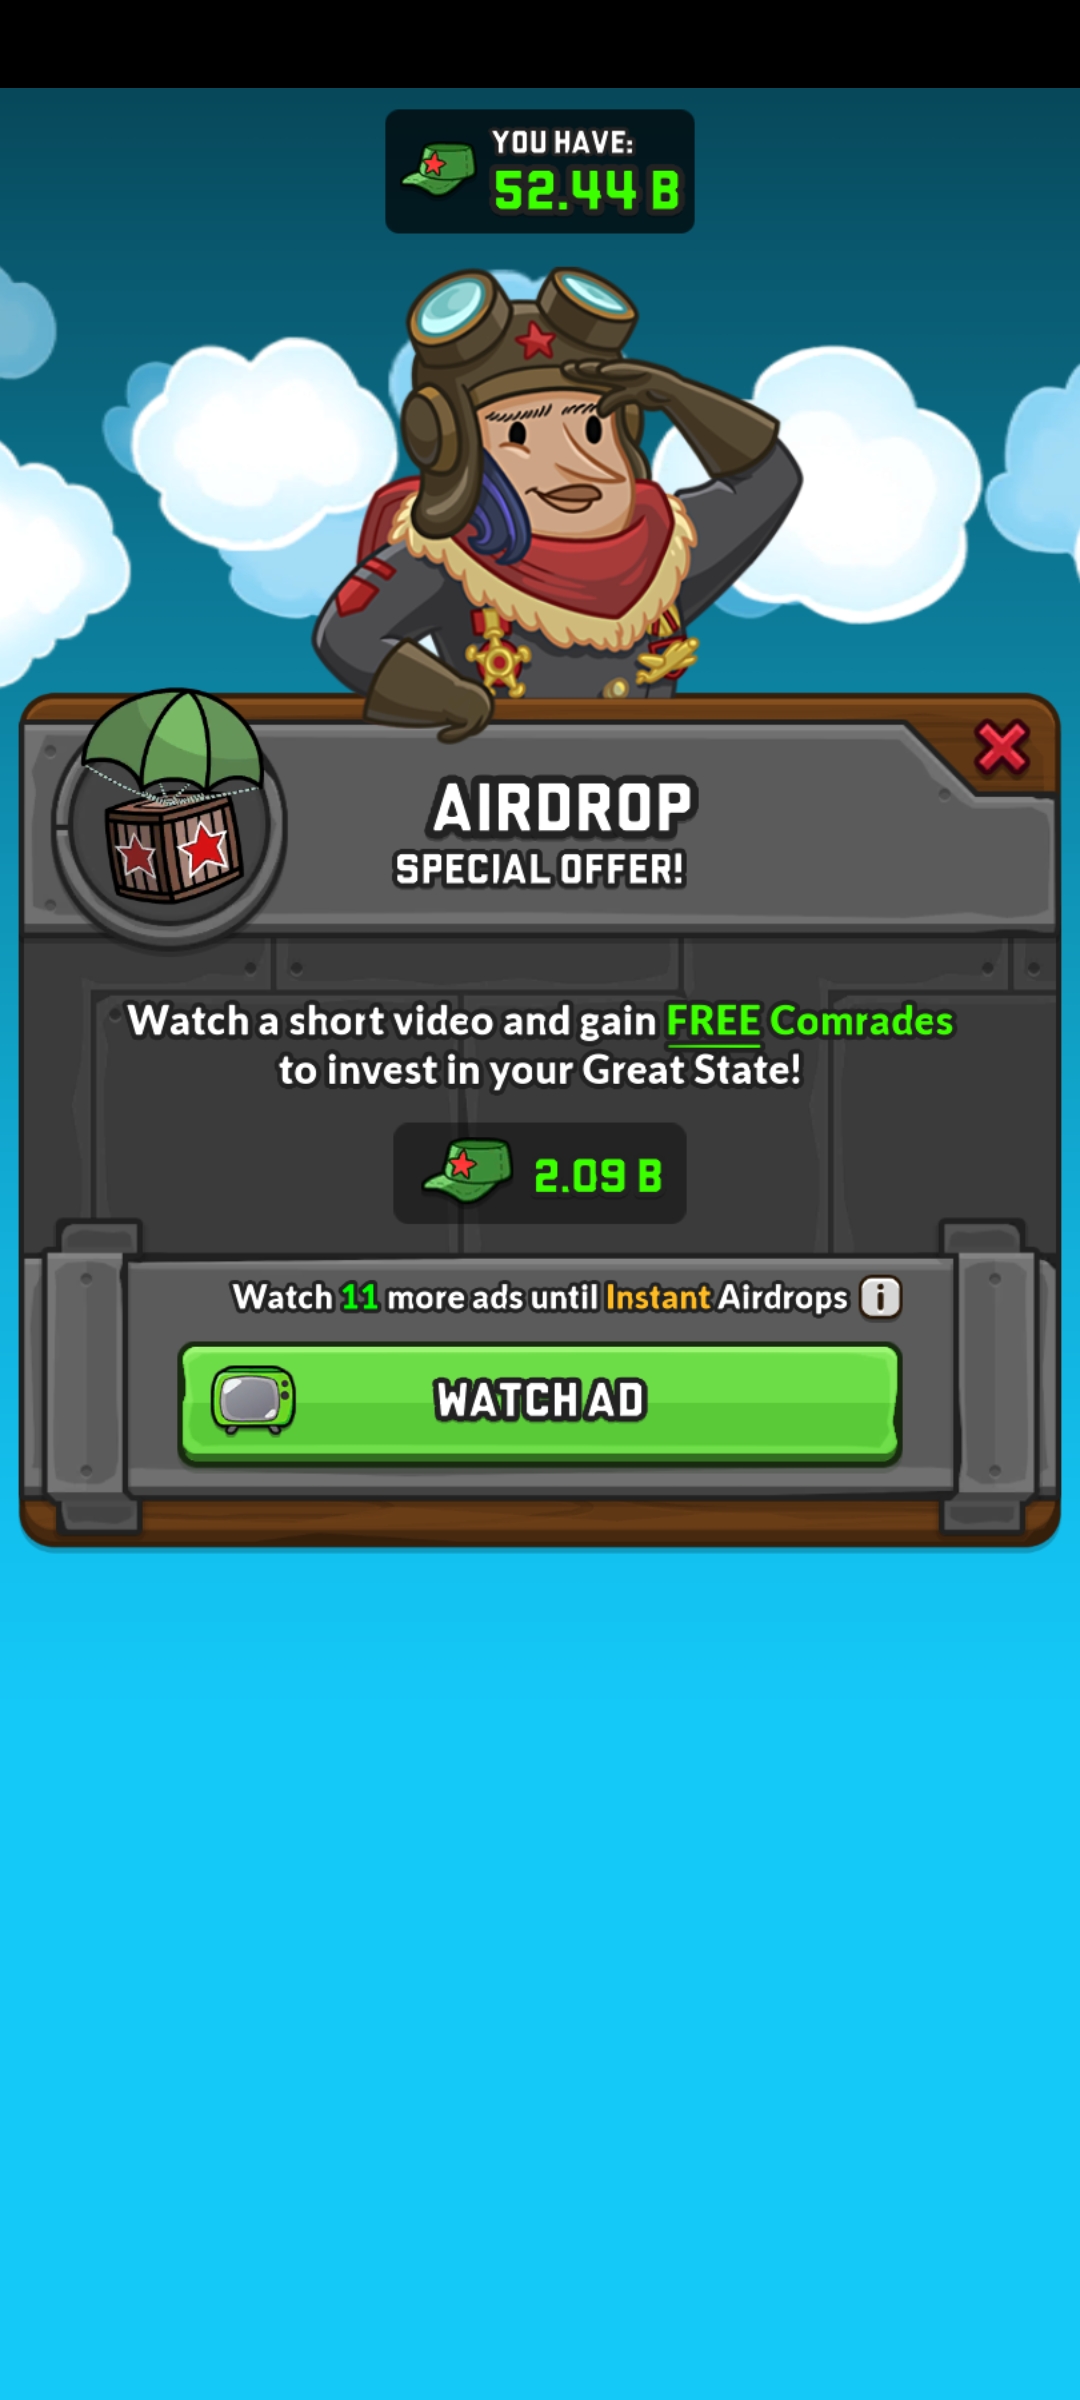 YOU HAVE:
52.44 B
AIRDROP
SPECIAL OFFER!
Watch a short video and gain FREE Comrades
to invest in your Great State!
2.09 B
Watch 11 more ads until Instant Airdrops i
WATCH AD